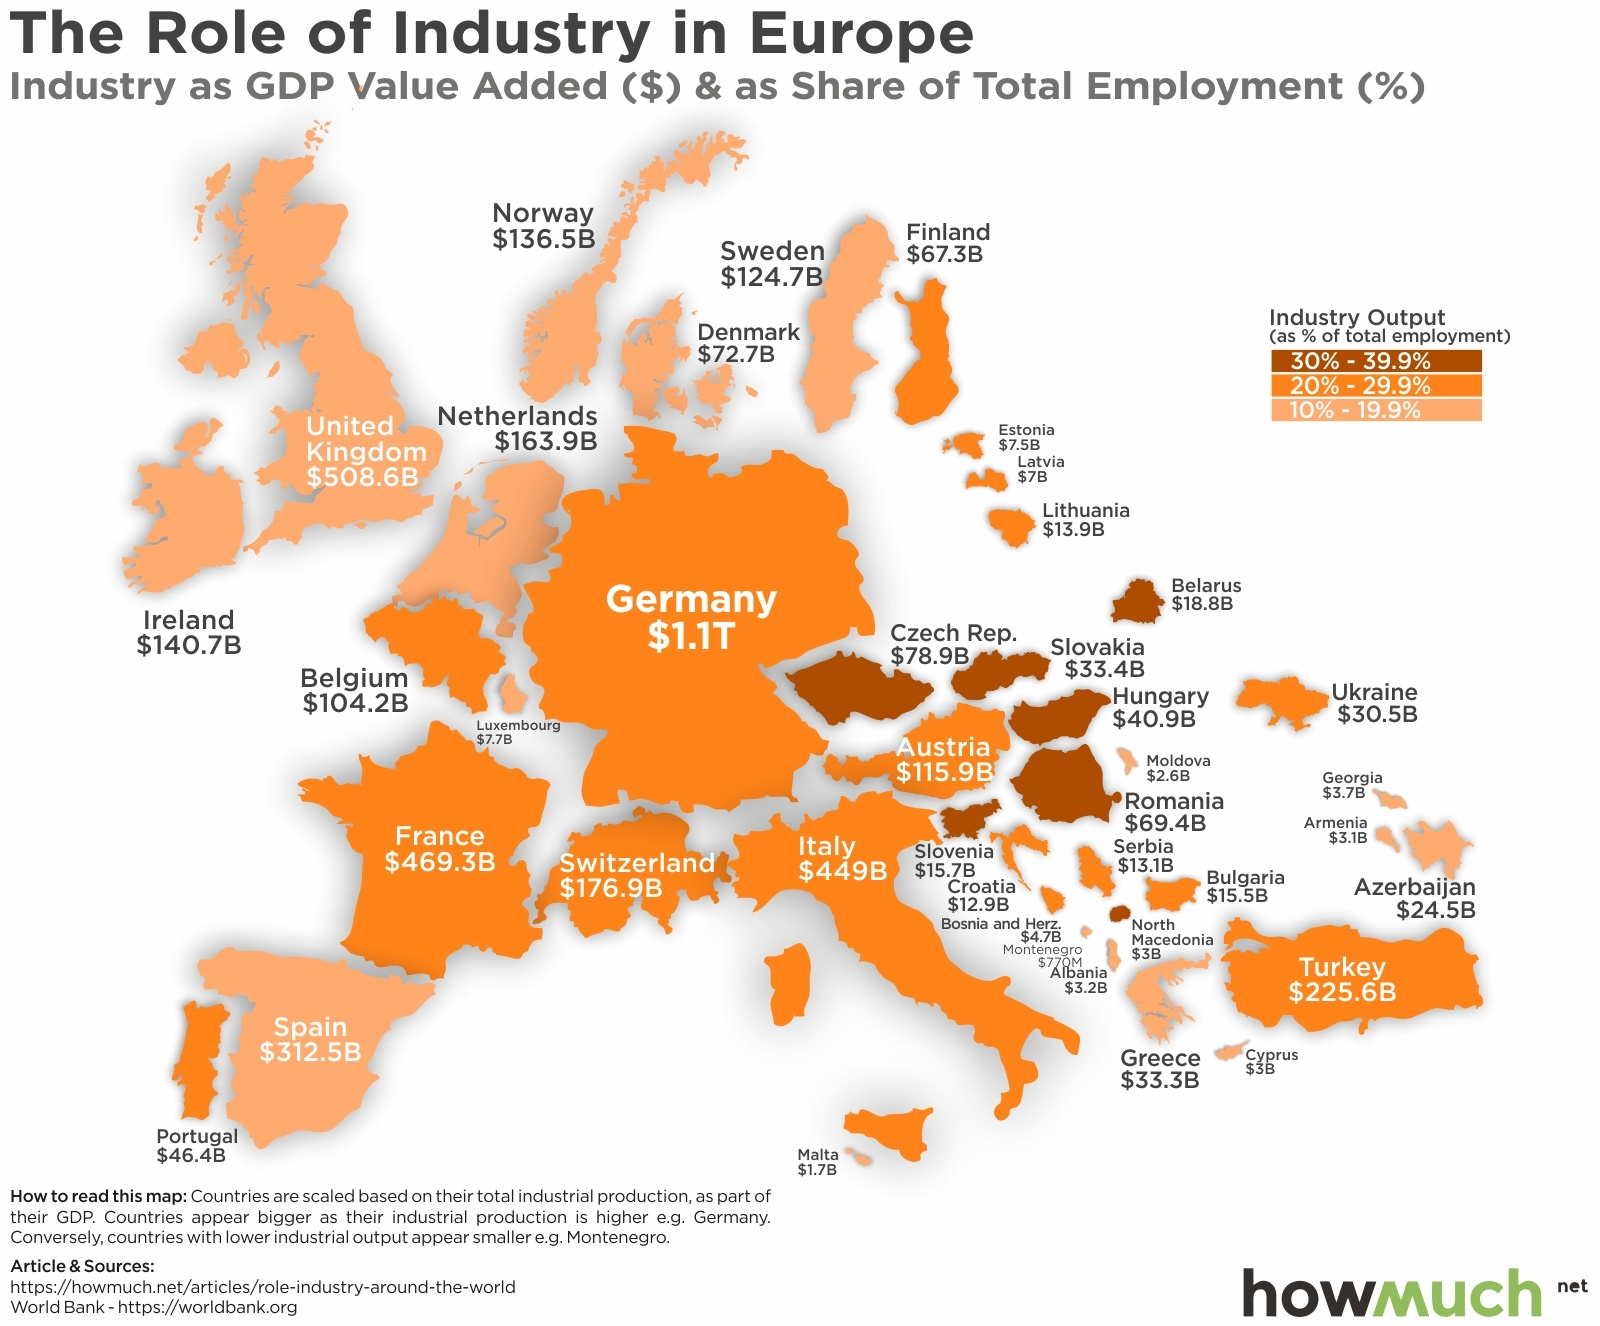 The Role of Industry in Europe
Industry as GDP Value Added ($) & as Share of Total Employment (%)
Norway
$136.5B
Sweden
$124.7B
Finland
$67.3B
Denmark
$72.7B
Industry Output
(as % of total employment)
30% - 39.9%
20% - 29.9%
10% - 19.9%
Netherlands
$163.9B
United
Kingdom
$508.6B
Estonia
$7.5B
Latvia
$7B
Lithuania
$13.9B
Ireland
$140.7B
Germany
$1.1T
Belarus
$18.8B
Czech Rep.
$78.9B
Slovakia
$33.4B
Belgium
$104.2B
Luxembourg
$7.7B
Hungary
$40.9B
Ukraine
$30.5B
Austria
$115.9B
Moldova
$2.6B
Georgia
$3.7B
Romania
$69.4B
Armenia
$3.1B
France
$469.3B
Switzerland
$176.9B
Italy
$449B
Slovenia
$15.7B
Serbia
$13.1B
Croatia
$12.9B
Bulgaria
$15.5B
Azerbaijan
$24.5B
Bosnia and Herz.
$4.7B
North
Macedonia
$3B
Montenegro
$770M
Albania
$3.2B
Turkey
$225.6B
Spain
$312.5B
Greece
$33.3B
Cyprus
$3B
Portugal
$46.4B
Malta
$1.7B
How to read this map: Countries are scaled based on their total industrial production, as part of
their GDP. Countries appear bigger as their industrial production is higher e.g. Germany.
Conversely, countries with lower industrial output appear smaller e.g. Montenegro.
Article & Sources:
https://howmuch.net/articles/role-industry-around-the-world
World Bank - https://worldbank.org
howmuch net